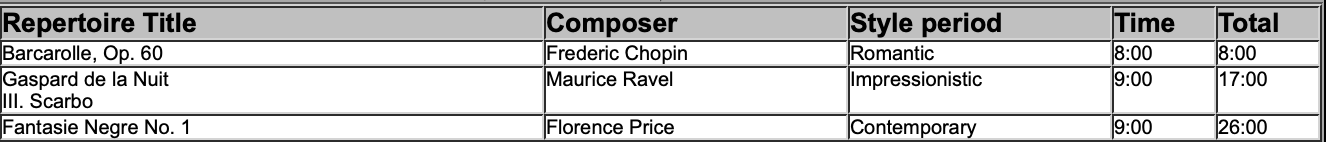 Repertoire Title Composer Style period Time Total
Barcarolle, Op. 60 Frederic Chopin Romantic 8:00 8:00
Gaspard de la Nuit Maurice Ravel Impressionistic 9:00 17:00
III. Scarbo
Fantasie Negre No. 1 Florence Price Contemporary 9:00 26:00